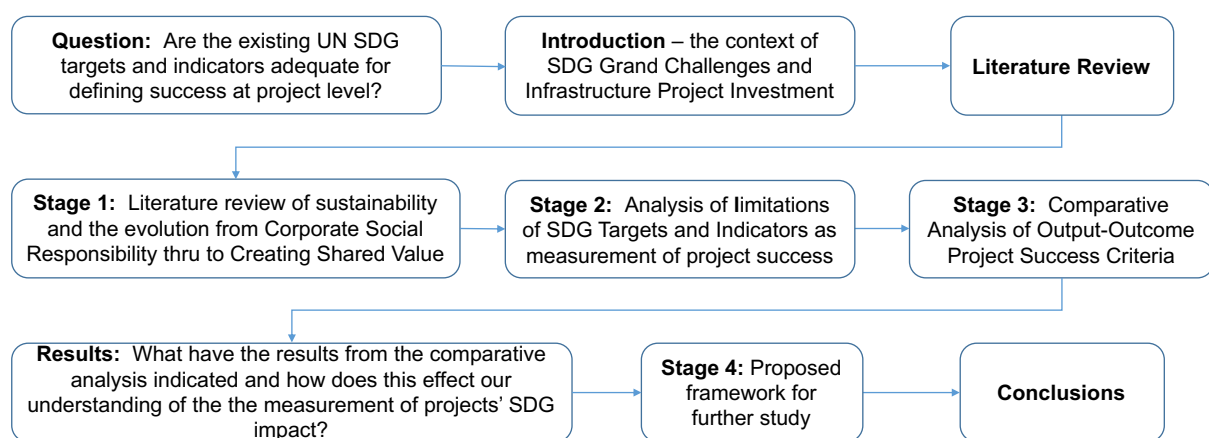 Question: Are the existing UN SDG
targets and indicators adequate for
defining success at project level?
Introduction – the context of
SDG Grand Challenges and
Infrastructure Project Investment
Literature Review
Stage 1: Literature review of sustainability
and the evolution from Corporate Social
Responsibility thru to Creating Shared Value
Stage 2: Analysis of limitations
of SDG Targets and Indicators as
measurement of project success
Stage 3: Comparative
Analysis of Output-Outcome
Project Success Criteria
Results: What have the results from the comparative
analysis indicated and how does this effect our
understanding of the the measurement of projects’ SDG
impact?
Stage 4: Proposed
framework for
further study
Conclusions